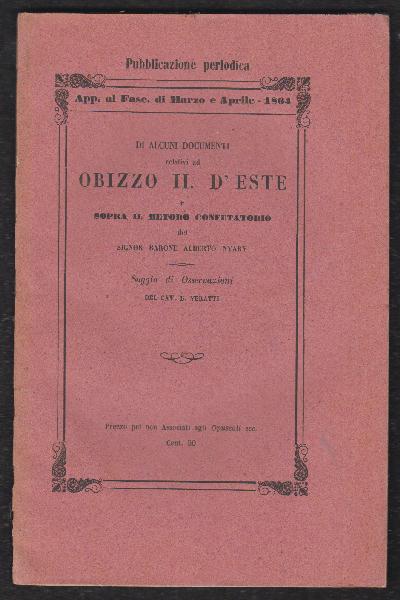 Pubblicazione periodica
App. al Fasc. di Marzo e Aprile - 1864
DI ALCUNI DOCUMENTI
relativi ad
OBIZZO II. D'ESTE
e
SOPRA IL METODO CONFUTATORIO
del
SIGNOR BARONE ALBERTO NYARY
Saggio di Osservazioni
DEL CAV. B. VERATTI
Prezzo pei non Associati agli Opuscoli ecc.
Cent. 50